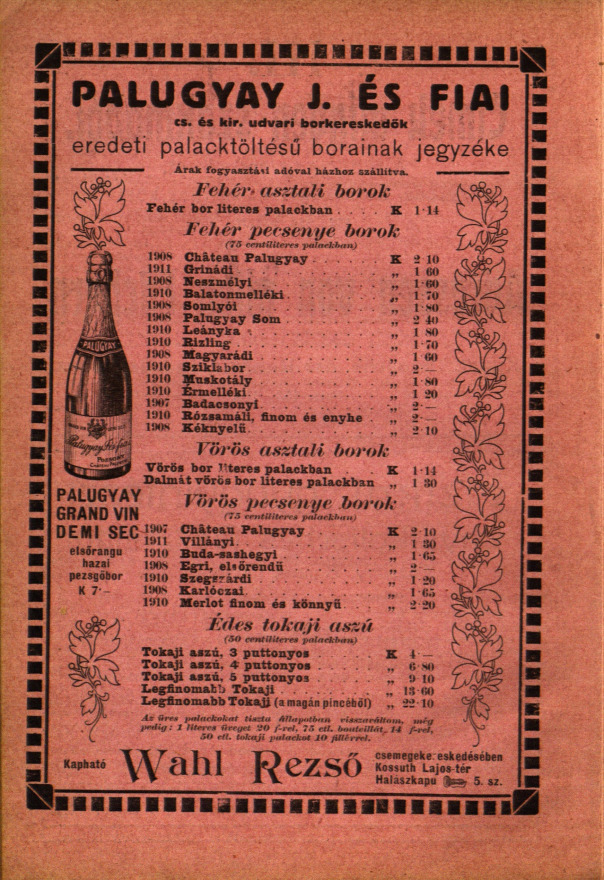 PALUGYAY J. ÉS FIAI
cs. és kir. udvari borkereskedők
eredeti palacktöltésű borainak jegyzéke
Árak fogyasztási adóval házhoz szállítva.
Fehér asztali borok
Fehér bor literes palackban . . . . K 1·14
Fehér pecsenye borok
(75 centiliteres palackban)
1908 Château Palugyay K 2 10
1911 Grinádi „ 1 60
1908 Neszmélyi „ 1·60
1910 Balatonmelléki „ 1·70
1908 Somlyói „ 1·80
1908 Palugyay Som „ 2 40
1910 Leányka „ 1 80
1910 Rizling „ 1·70
1908 Magyarádi „ 1 60
1910 Sziklabor „ 2·—
1910 Muskotály „ 1·80
1910 Érmelléki „ 1 20
1907 Badacsonyi „ 2·—
1910 Rózsamáli, finom és enyhe „ 2·—
1908 Kéknyelü „ 2·10
Vörös asztali borok
Vörös bor literes palackban K 1·14
Dalmát vörös bor literes palackban „ 1 30
Vörös pecsenye borok
(75 centiliteres palackban)
1907 Château Palugyay K 2·10
1911 Villányi „ 1 30
1910 Buda-sashegyi „ 1·65
1908 Egri, elsőrendü „ 2 —
1910 Szegszárdi „ 1·20
1908 Karlóczai „ 1·65
1910 Merlot finom és könnyű „ 2·20
Édes tokaji aszú
(50 centiliteres palackban)
Tokaji aszú, 3 puttonyos K 4·—
Tokaji aszú, 4 puttonyos „ 6·80
Tokaji aszú, 5 puttonyos „ 9 10
Legfinomabb Tokaji „ 13·60
Legfinomabb Tokaji (a magán pincéből) „ 22·10
Az üres palackokat tiszta állapotban visszaváltom, még
pedig: 1 literes üveget 20 f-rel, 75 ctl. bouteillát, 14 f-rel,
50 ctl. tokaji palackot 10 fillérrel.
PALUGYAY
PALUGYAY
GRAND VIN
DEMI SEC
elsőrangu
hazai
pezsgőbor
K 7·—
Kapható Wahl Rezső
csemegeke eskedésében
Kossuth Lajos-tér
Halászkapu 5. sz.